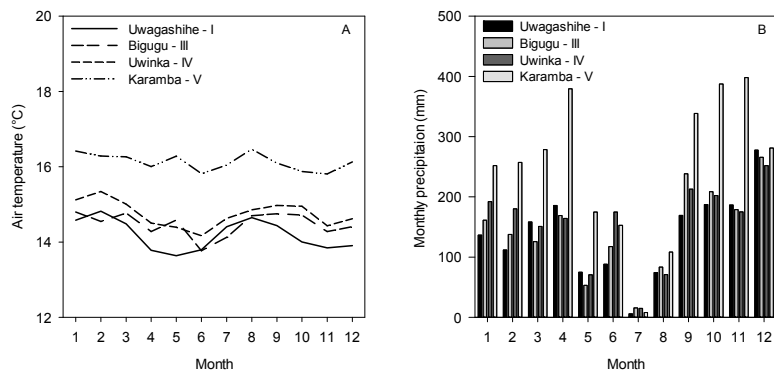 A
Uwagashihe - I
Bigugu - III
Uwinka - IV
Karamba - V
Air temperature (°C)
20
18
16
14
12
1 2 3 4 5 6 7 8 9 10 11 12
Month
B
Uwagashihe - I
Bigugu - III
Uwinka - IV
Karamba - V
Monthly precipitaion (mm)
500
400
300
200
100
0
1 2 3 4 5 6 7 8 9 10 11 12
Month